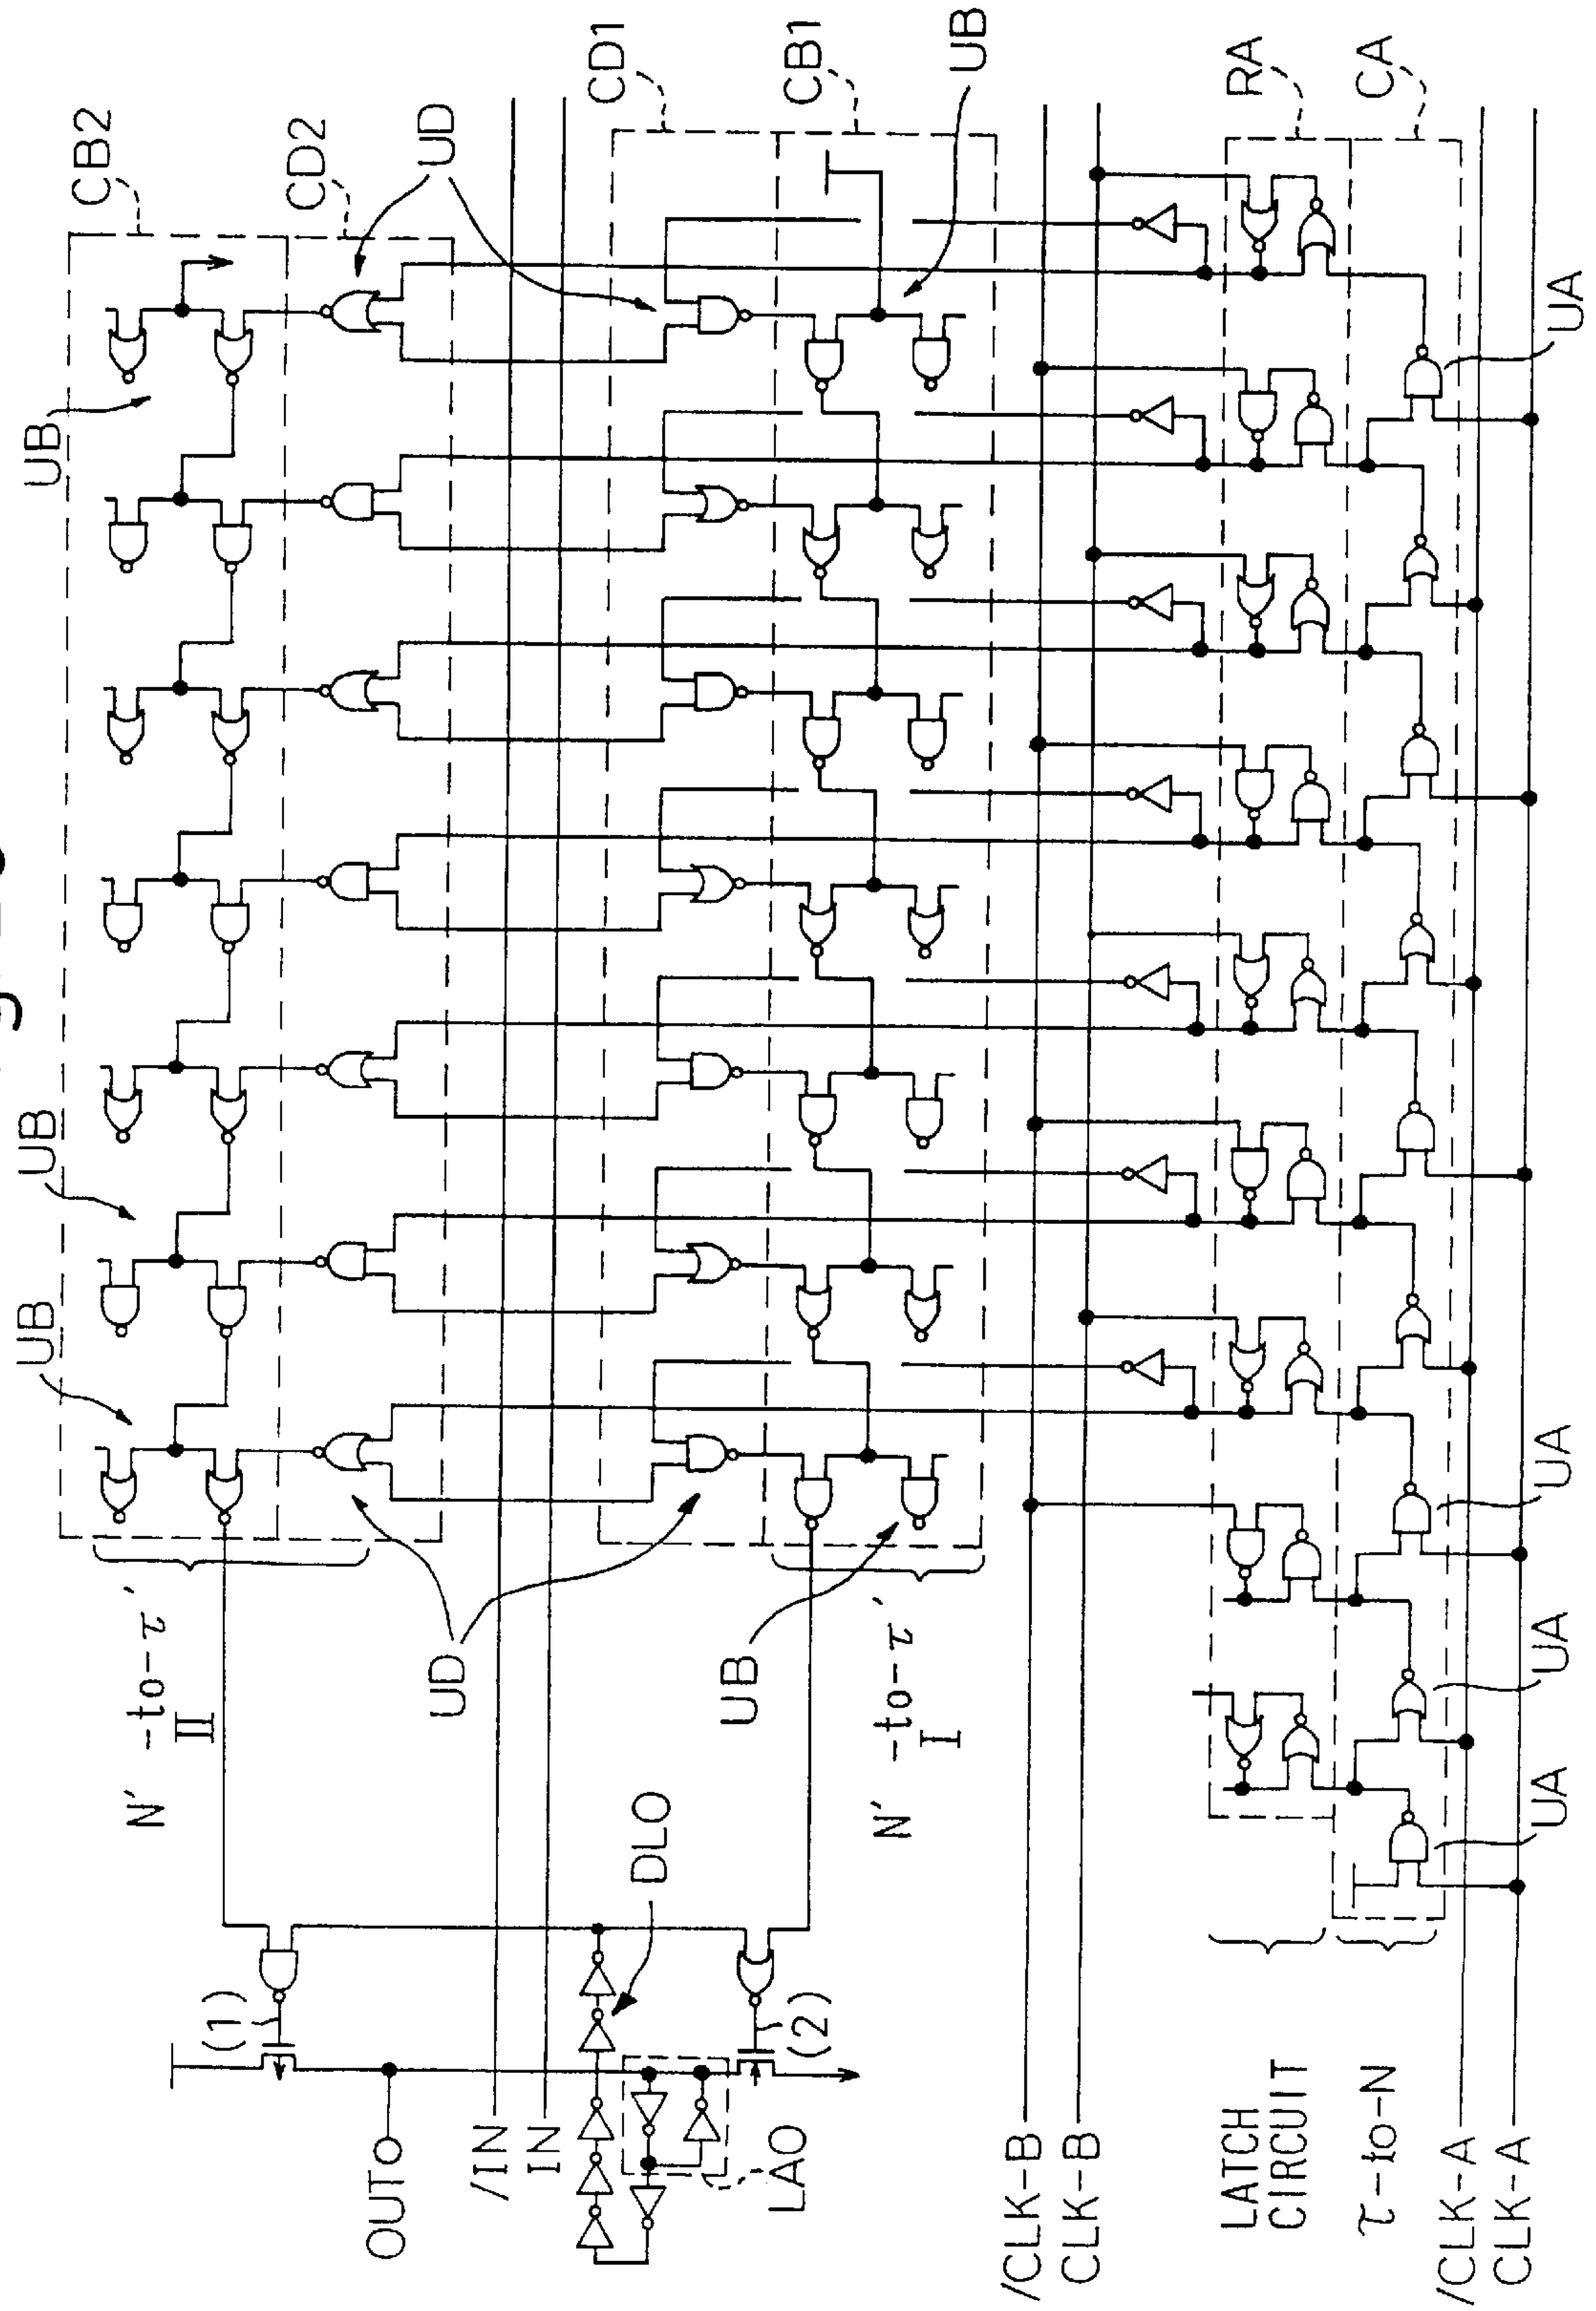 CB2
CD2
UD
CD1
CB1
UB
RA
CA
UB
UA
UB
UB
UA
UA
UA
UD
UB
N′ -to-τ′
II
N′ -to-τ′
I
DLO
(1)
(2)
OUTO
/IN
IN
LAO
/CLK-B
CLK-B
LATCH
CIRCUIT
τ-to-N
/CLK-A
CLK-A